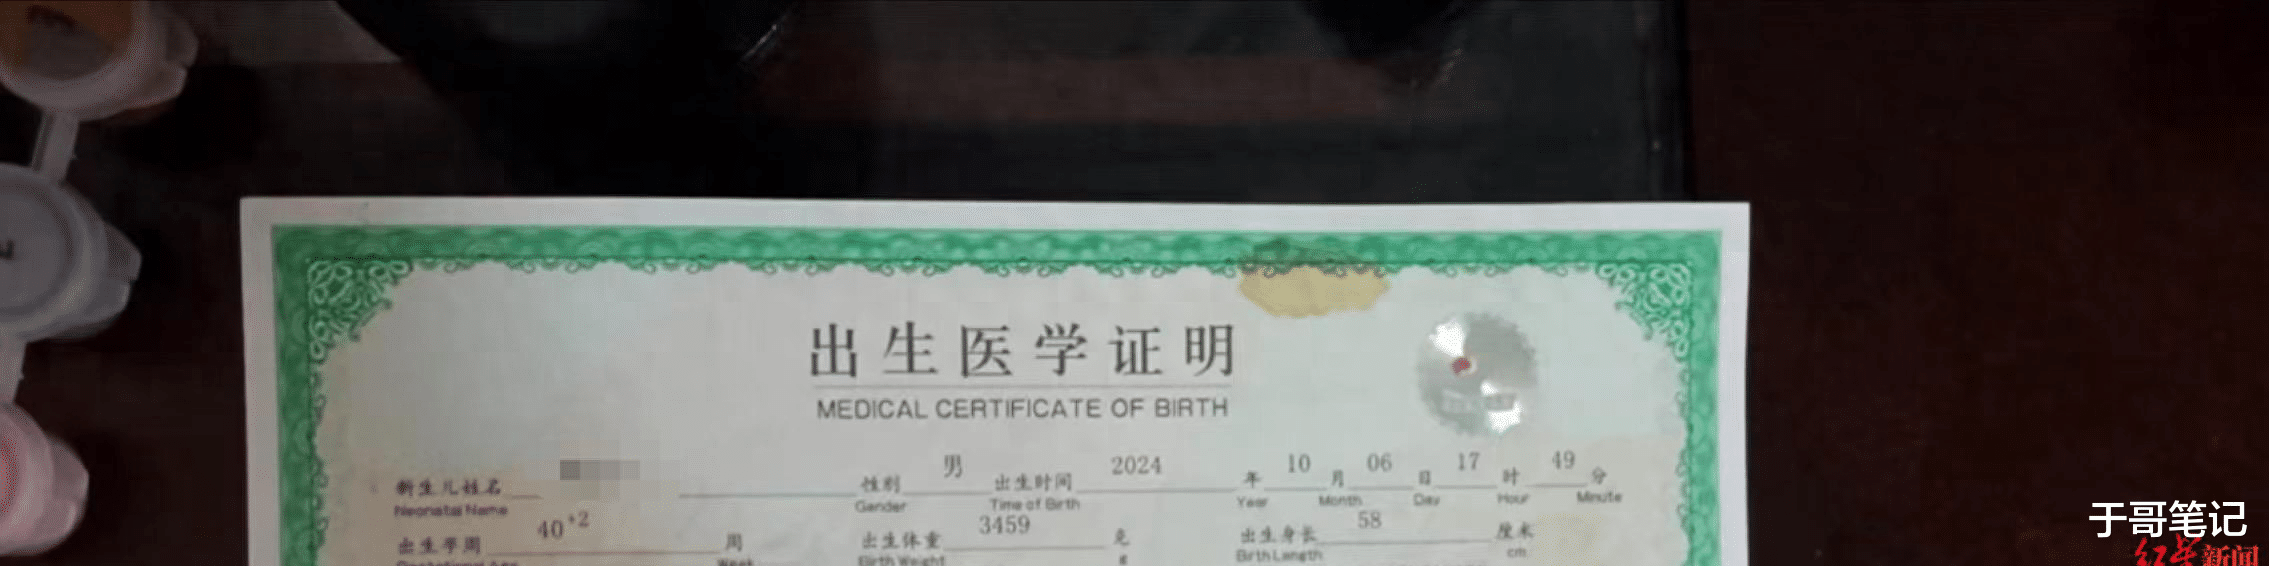 出生医学证明
MEDICAL CERTIFICATE OF BIRTH
新生儿姓名 性别 男 出生时间 2024 年 10 月 06 日 17 时 49 分
Neonatal Name Gender Time of Birth Year Month Day Hour Minute
出生孕周 40+2 周 出生体重 3459 克 出生身长 58 厘米
Gestational Age Week Birth Weight g Birth Length cm
于哥笔记
红星新闻